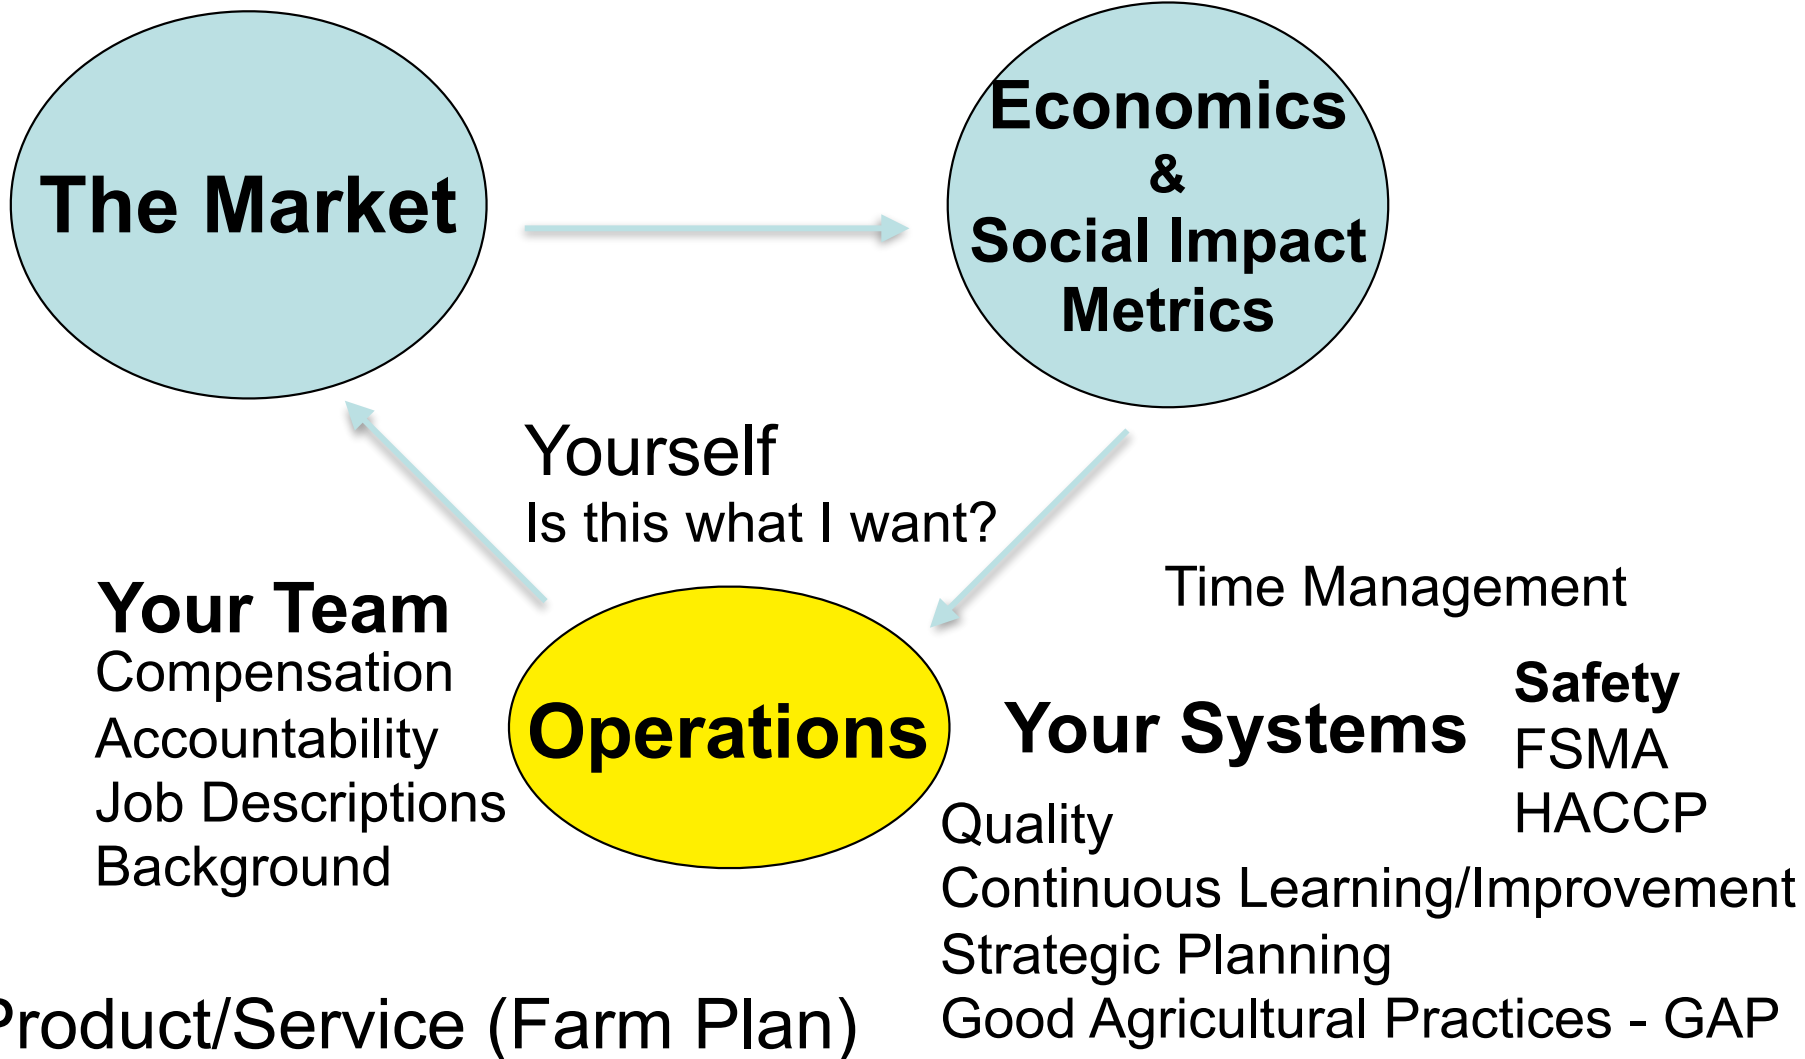 The Market
Economics
&
Social Impact
Metrics
Yourself
Is this what I want?
Your Team
Compensation
Accountability
Job Descriptions
Background
Operations
Time Management
Your Systems
Safety
FSMA
HACCP
Quality
Continuous Learning/Improvement
Strategic Planning
Good Agricultural Practices - GAP
Product/Service (Farm Plan)